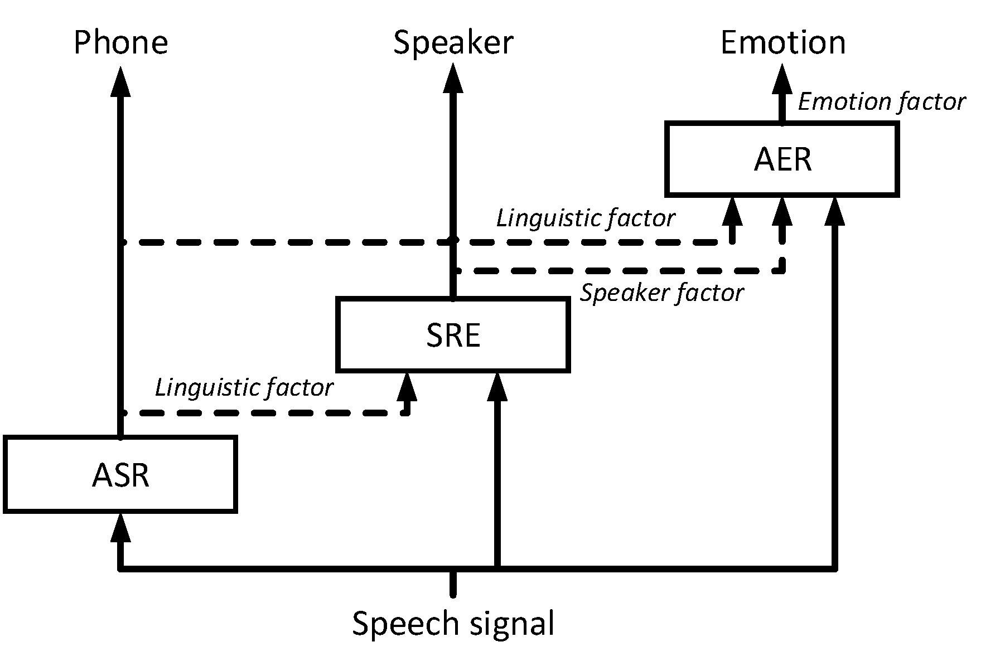 Phone
Speaker
Emotion
Emotion factor
AER
Linguistic factor
Speaker factor
SRE
Linguistic factor
ASR
Speech signal